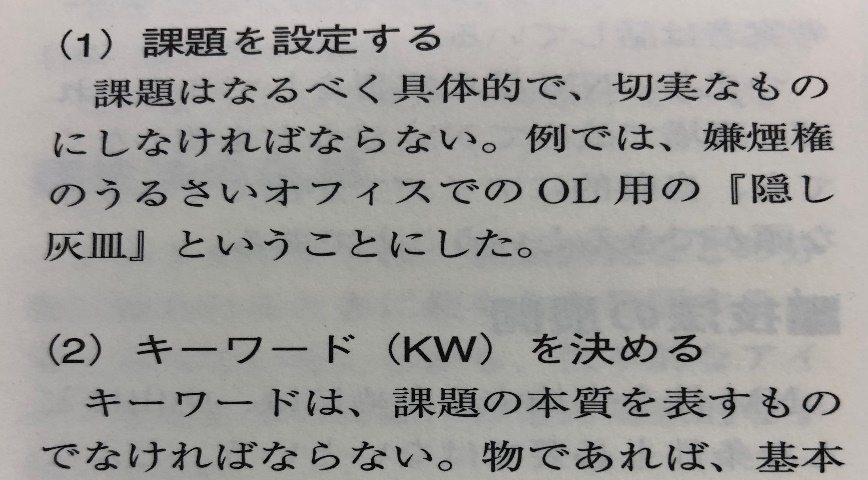 （1）課題を設定する
課題はなるべく具体的で、切実なもの
にしなければならない。例では、嫌煙権
のうるさいオフィスでのOL用の『隠し
灰皿』ということにした。
（2）キーワード（KW）を決める
キーワードは、課題の本質を表すもの
でなければならない。物であれば、基本